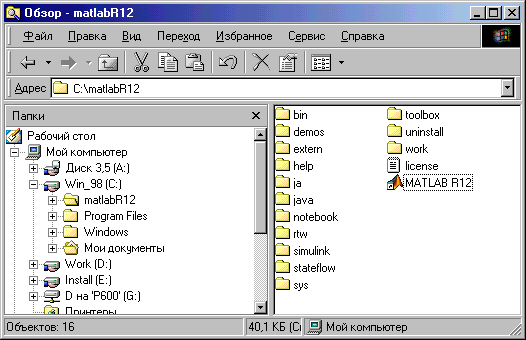 Обзор - matlabR12
Файл Правка Вид Переход Избранное Сервис Справка
Адрес C:\matlabR12
Папки
Рабочий стол
Мой компьютер
Диск 3,5 (A:)
Win_98 (C:)
matlabR12
Program Files
Windows
Мои документы
Work (D:)
Install (E:)
D на 'P600' (G:)
Принтеры
bin
demos
extern
help
ja
java
notebook
rtw
simulink
stateflow
sys
toolbox
uninstall
work
license
MATLAB R12
Объектов: 16
40,1 КБ (С
Мой компьютер